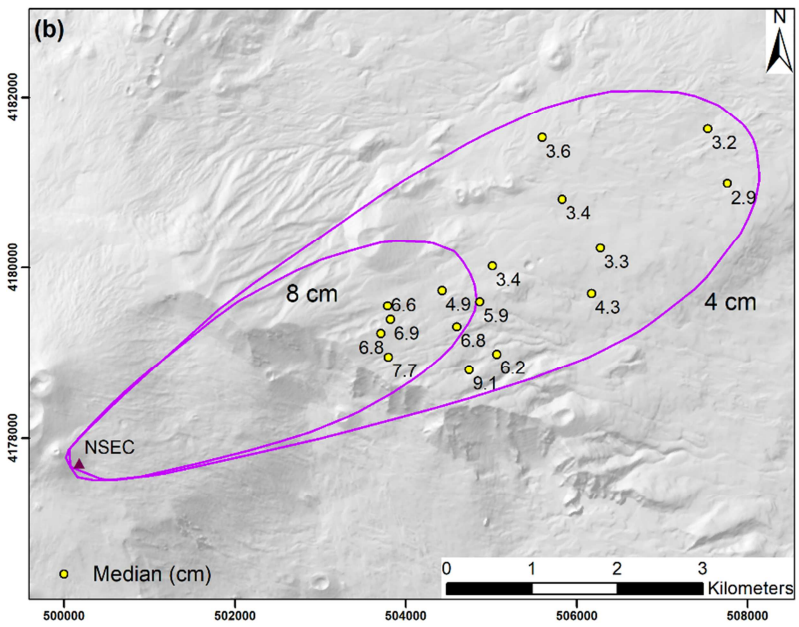 (b)
N
4182000
4180000
4178000
3.2
3.6
2.9
3.4
3.3
3.4
8 cm
4.9
4.3
4 cm
6.6
5.9
6.9
6.8
6.8
7.7
6.2
9.1
NSEC
Median (cm)
0 1 2 3
Kilometers
500000 502000 504000 506000 508000